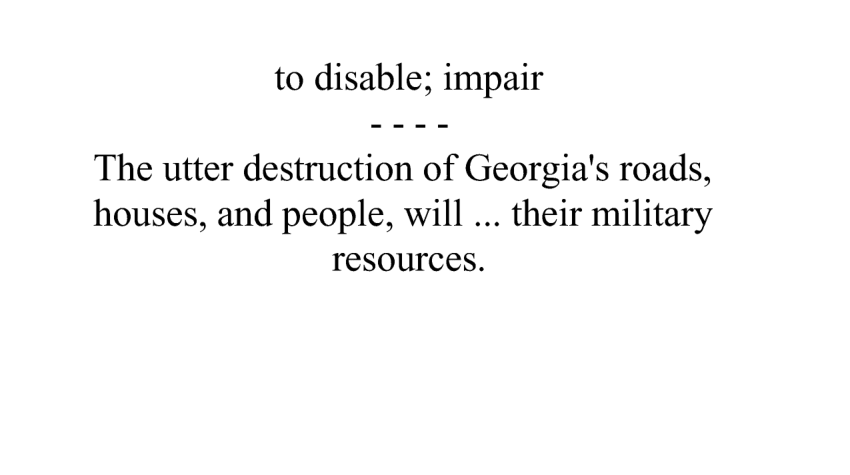 to disable; impair
- - - -
The utter destruction of Georgia's roads,
houses, and people, will ... their military
resources.